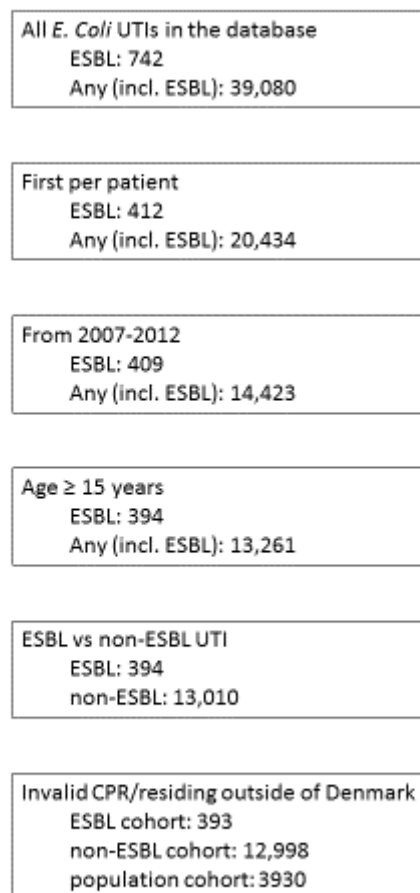 All E. Coli UTIs in the database
ESBL: 742
Any (incl. ESBL): 39,080
First per patient
ESBL: 412
Any (incl. ESBL): 20,434
From 2007-2012
ESBL: 409
Any (incl. ESBL): 14,423
Age ≥ 15 years
ESBL: 394
Any (incl. ESBL): 13,261
ESBL vs non-ESBL UTI
ESBL: 394
non-ESBL: 13,010
Invalid CPR/residing outside of Denmark
ESBL cohort: 393
non-ESBL cohort: 12,998
population cohort: 3930